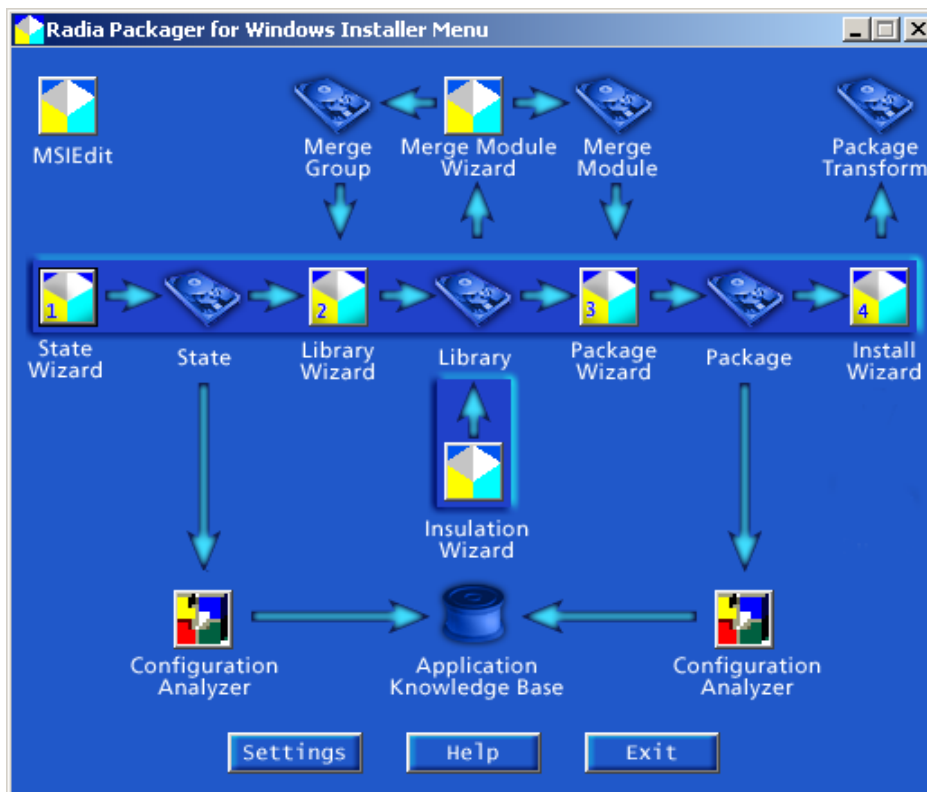 Radia Packager for Windows Installer Menu
MSIEdit
Merge
Group
Merge Module
Wizard
Merge
Module
Package
Transform
1
2
3
4
State
Wizard
State
Library
Wizard
Library
Package
Wizard
Package
Install
Wizard
Insulation
Wizard
Configuration
Analyzer
Application
Knowledge Base
Configuration
Analyzer
Settings
Help
Exit